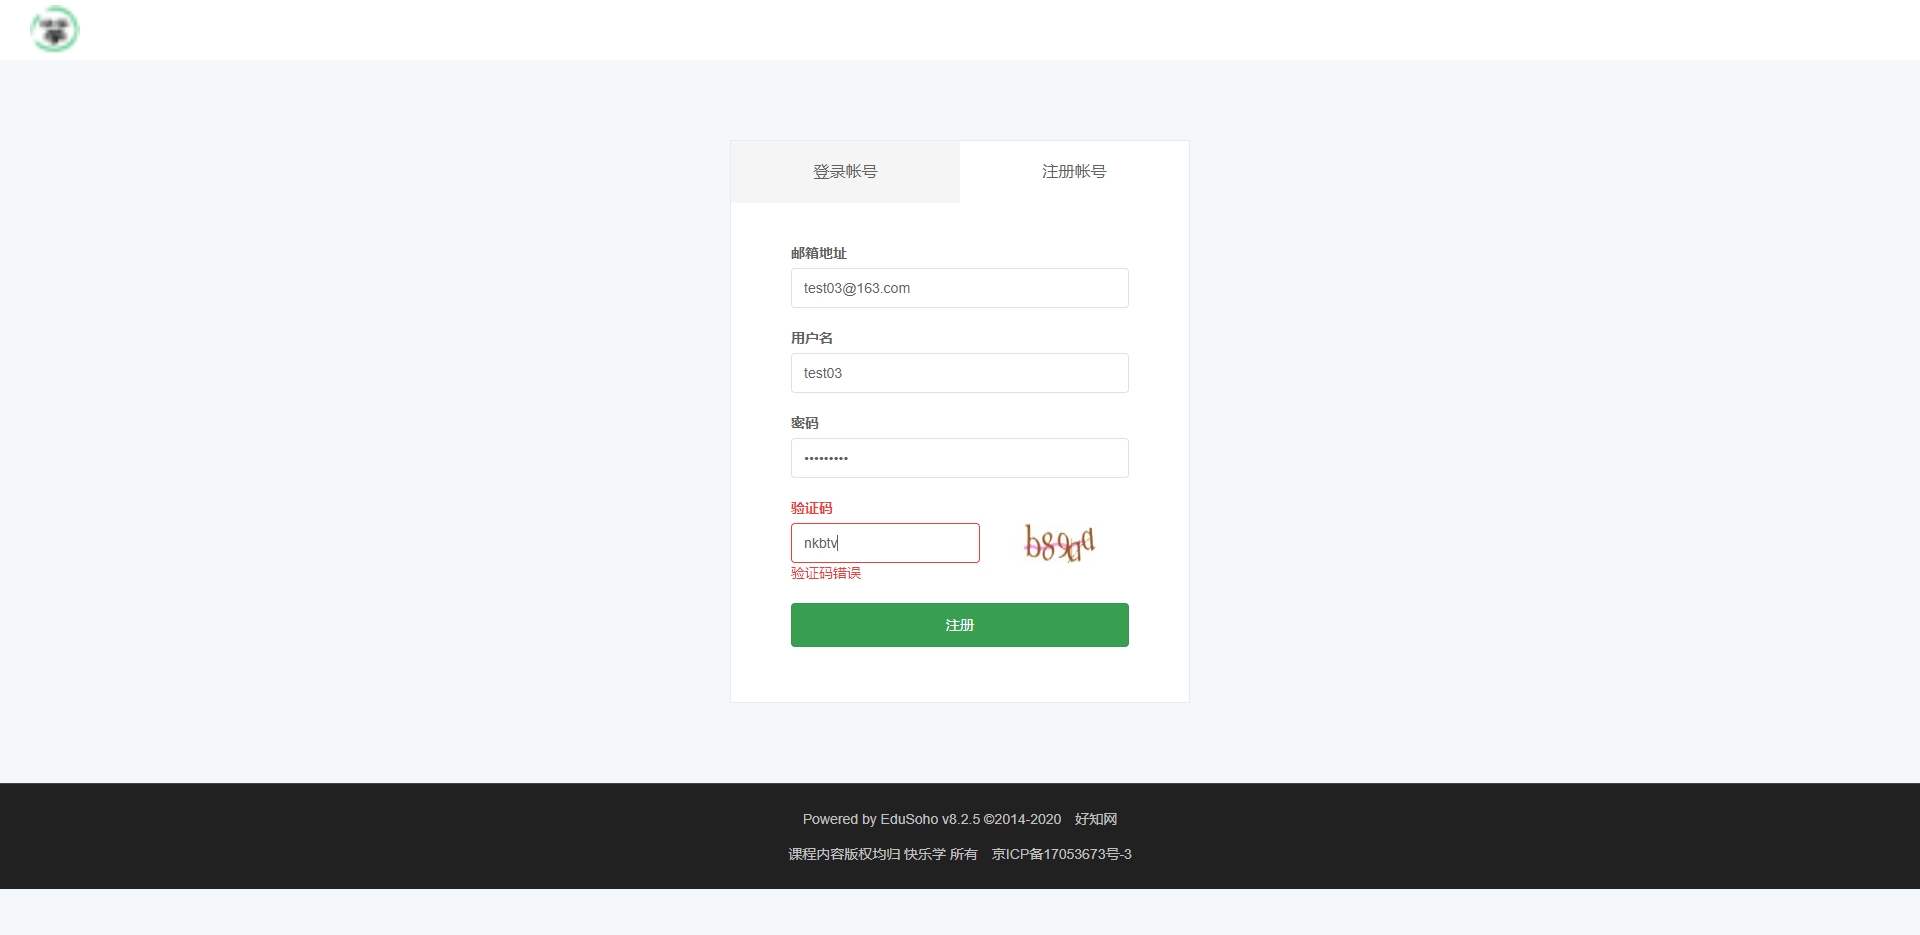 登录帐号
注册帐号
邮箱地址
test03@163.com
用户名
test03
密码
•••••••••
验证码
nkbtv
验证码错误
注册
Powered by EduSoho v8.2.5 ©2014-2020 好知网
课程内容版权均归 快乐学 所有 京ICP备17053673号-3